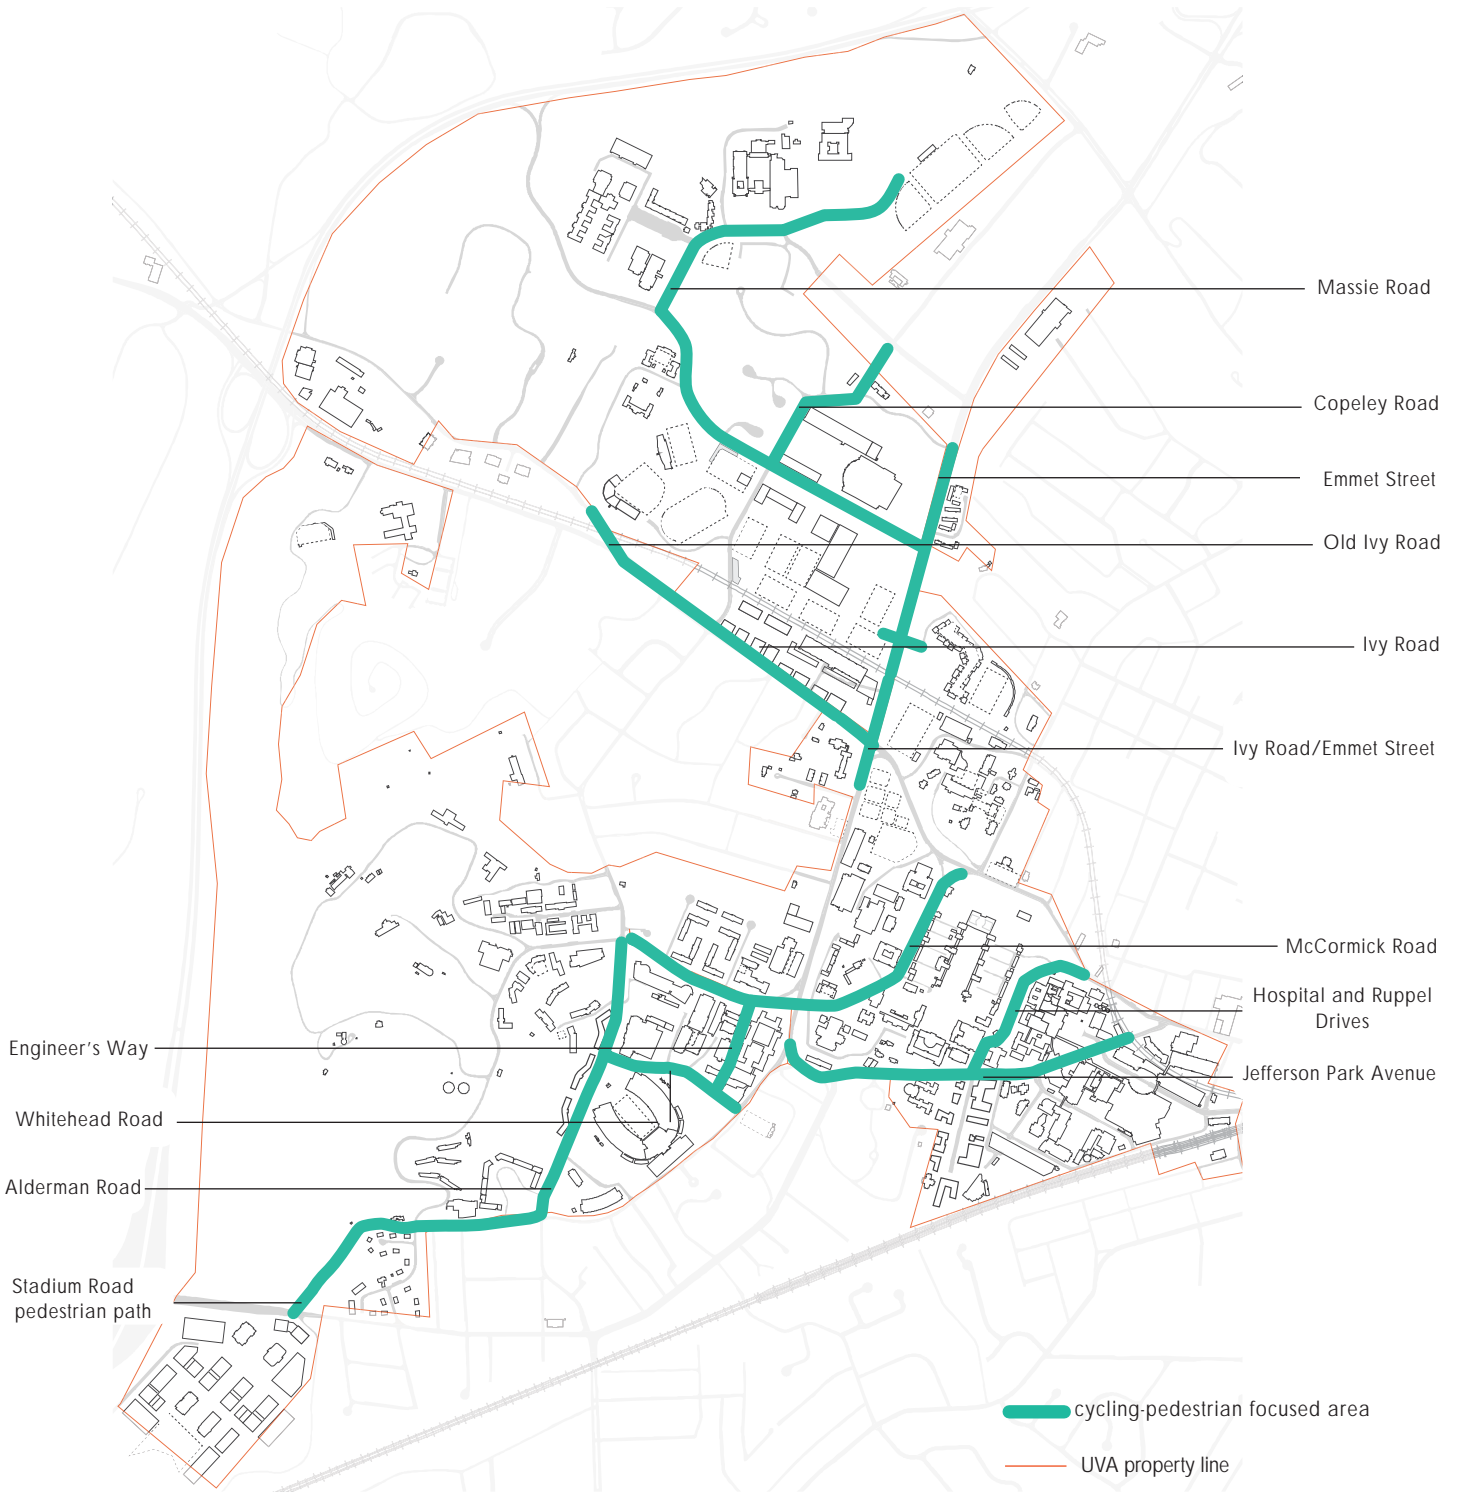 Massie Road
Copeley Road
Emmet Street
Old Ivy Road
Ivy Road
Ivy Road/Emmet Street
McCormick Road
Hospital and Ruppel
Drives
Engineer's Way
Jefferson Park Avenue
Whitehead Road
Alderman Road
Stadium Road
pedestrian path
cycling-pedestrian focused area
UVA property line